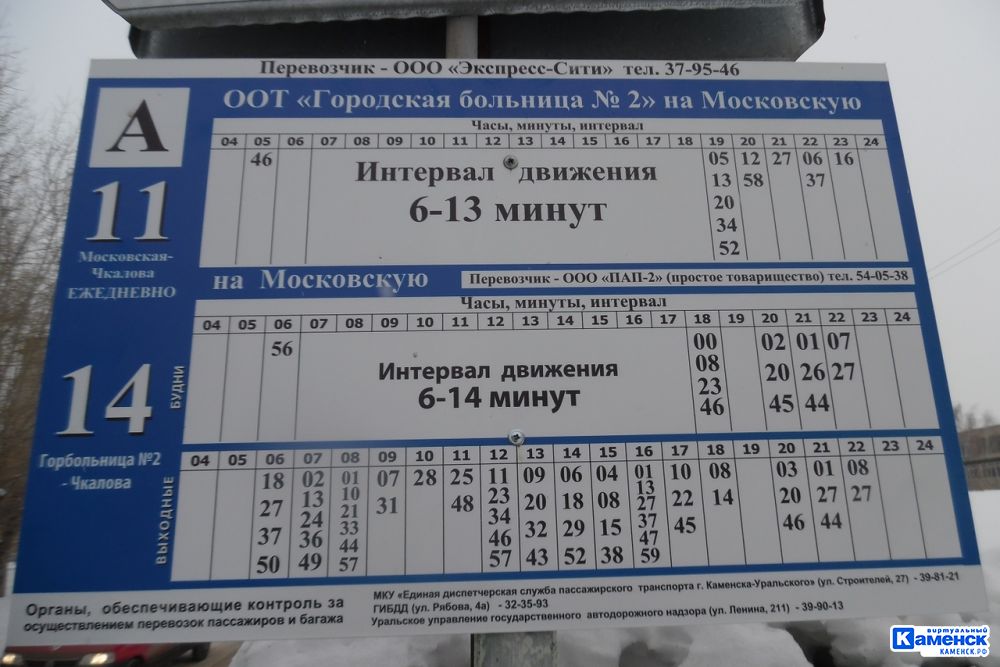 Перевозчик - ООО «Экспресс-Сити» тел. 37-95-46
А
ООТ «Городская больница № 2» на Московскую
Часы, минуты, интервал
04 05 06 07 08 09 10 11 12 13 14 15 16 17 18 19 20 21 22 23 24
46 05 12 27 06 16
Интервал движения
13 58 37
6-13 минут
20
34
52
11
Московская-
Чкалова
ЕЖЕДНЕВНО
на Московскую
Перевозчик - ООО «ПАП-2» (простое товарищество) тел. 54-05-38
Часы, минуты, интервал
04 05 06 07 08 09 10 11 12 13 14 15 16 17 18 19 20 21 22 23 24
56 00 02 01 07
Интервал движения
08 20 26 27
6-14 минут
23 45 44
46
14
БУДНИ
Горбольница №2
- Чкалова
ВЫХОДНЫЕ
04 05 06 07 08 09 10 11 12 13 14 15 16 17 18 19 20 21 22 23 24
18 02 01 07 28 25 11 09 06 04 01 10 08 03 01 08
27 13 10 31 48 23 20 18 08 13 22 14 20 27 27
37 24 21 34 32 29 15 27 45 46 44
50 36 33 46 43 52 38 37
49 44 57 47
57 59
Органы, обеспечивающие контроль за
осуществлением перевозок пассажиров и багажа
МКУ «Единая диспетчерская служба пассажирского транспорта г. Каменска-Уральского» (ул. Строителей, 27) - 39-81-21
ГИБДД (ул. Рябова, 4а) - 32-35-93
Уральское управление государственного автодорожного надзора (ул. Ленина, 211) - 39-90-13
виртуальный
Каменск
КАМЕНСК.РФ